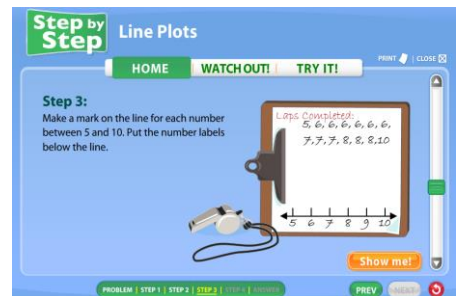 Step by
Step
Line Plots
PRINT | CLOSE
HOME WATCH OUT! TRY IT!
Step 3:
Make a mark on the line for each number
between 5 and 10. Put the number labels
below the line.
Laps Completed:
5, 6, 6, 6, 6, 6, 6,
7, 7, 7, 8, 8, 8, 10
5 6 7 8 9 10
Show me!
PROBLEM | STEP 1 | STEP 2 | STEP 3 | STEP 4 | ANSWER
PREV NEXT